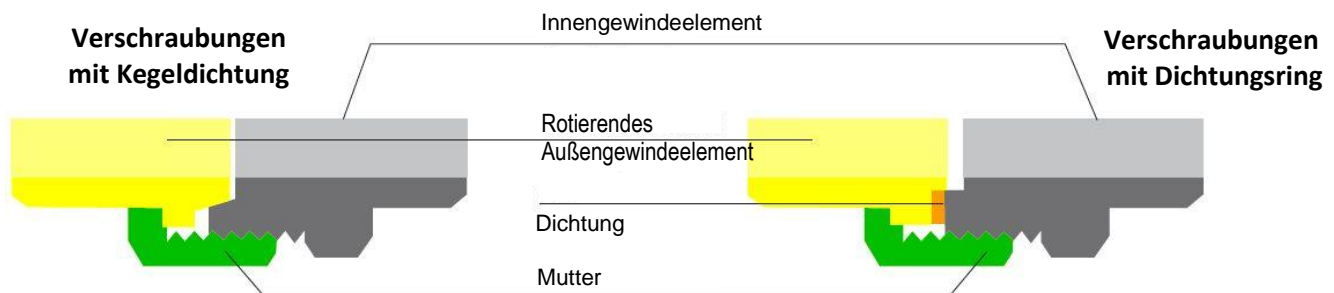 Verschraubungen
mit Kegeldichtung
Innengewindeelement
Verschraubungen
mit Dichtungsring
Rotierendes
Außengewindeelement
Dichtung
Mutter